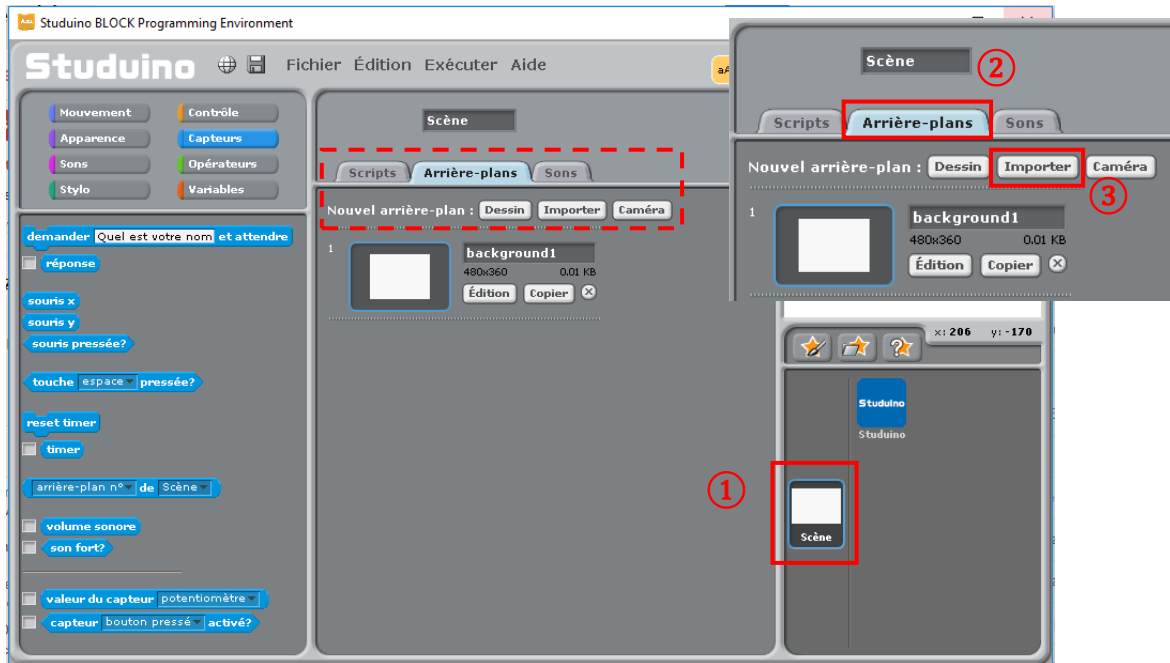 Studuino BLOCK Programming Environment
Studuino
Fichier Édition Exécuter Aide
Mouvement
Contrôle
Apparence
Capteurs
Sons
Opérateurs
Stylo
Variables
demander Quel est votre nom et attendre
réponse
souris x
souris y
souris pressée?
touche espace pressée?
reset timer
timer
arrière-plan n° de Scène
volume sonore
son fort?
valeur du capteur potentiomètre
capteur bouton pressé activé?
Scène
Scripts Arrière-plans Sons
Nouvel arrière-plan : Dessin Importer Caméra
1
background1
480x360 0.01 KB
Édition Copier
Scène ②
Scripts Arrière-plans Sons
Nouvel arrière-plan : Dessin Importer Caméra
③
1
background1
480x360 0.01 KB
Édition Copier
x: 206 y: -170
Studuino
Studuino
①
Scène